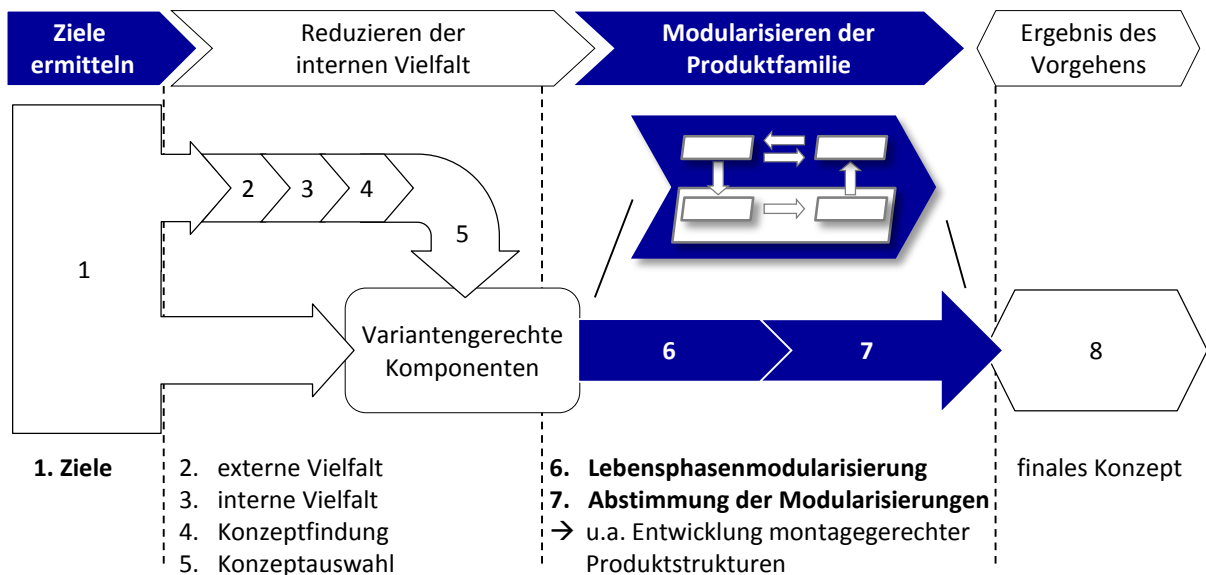 Ziele
ermitteln
Reduzieren der
internen Vielfalt
Modularisieren der
Produktfamilie
Ergebnis des
Vorgehens
2
3
4
5
1
Variantengerechte
Komponenten
6
7
8
1. Ziele
2. externe Vielfalt
3. interne Vielfalt
4. Konzeptfindung
5. Konzeptauswahl
6. Lebensphasenmodularisierung
7. Abstimmung der Modularisierungen
→ u.a. Entwicklung montagegerechter
Produktstrukturen
finales Konzept